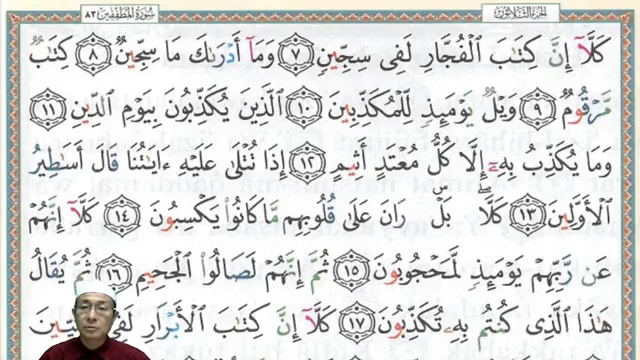 سورة المطففين ٨٣
الجزء الثلاثون
كَلَّآ إِنَّ كِتَٰبَ ٱلْفُجَّارِ لَفِى سِجِّينٍ ٧ وَمَآ أَدْرَىٰكَ مَا سِجِّينٌ ٨ كِتَٰبٌ
مَّرْقُومٌ ٩ وَيْلٌ يَوْمَئِذٍ لِّلْمُكَذِّبِينَ ١٠ ٱلَّذِينَ يُكَذِّبُونَ بِيَوْمِ ٱلدِّينِ ١١
وَمَا يُكَذِّبُ بِهِۦٓ إِلَّا كُلُّ مُعْتَدٍ أَثِيمٍ ١٢ إِذَا تُتْلَىٰ عَلَيْهِ ءَايَٰتُنَا قَالَ أَسَٰطِيرُ
ٱلْأَوَّلِينَ ١٣ كَلَّا ۖ بَلْ رَانَ عَلَىٰ قُلُوبِهِم مَّا كَانُوا۟ يَكْسِبُونَ ١٤ كَلَّآ إِنَّهُمْ
عَن رَّبِّهِمْ يَوْمَئِذٍ لَّمَحْجُوبُونَ ١٥ ثُمَّ إِنَّهُمْ لَصَالُوا۟ ٱلْجَحِيمِ ١٦ ثُمَّ يُقَالُ
هَٰذَا ٱلَّذِى كُنتُم بِهِۦ تُكَذِّبُونَ ١٧ كَلَّآ إِنَّ كِتَٰبَ ٱلْأَبْرَارِ لَفِى